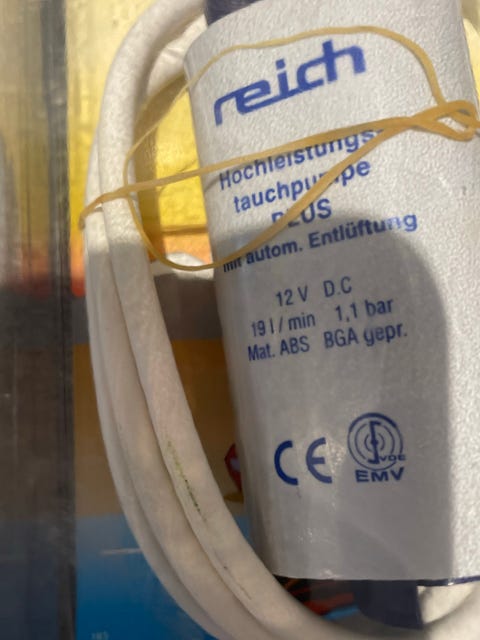 reich
Hochleistungs-
tauchpumpe
PLUS
mit autom. Entlüftung
12 V D.C
19 l / min 1,1 bar
Mat. ABS BGA gepr.
CE
VDE
EMV